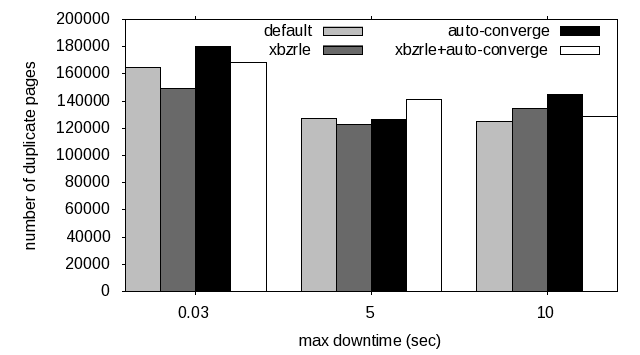 number of duplicate pages
200000
180000
160000
140000
120000
100000
80000
60000
40000
20000
0
default
xbzrle
auto-converge
xbzrle+auto-converge
0.03
5
10
max downtime (sec)